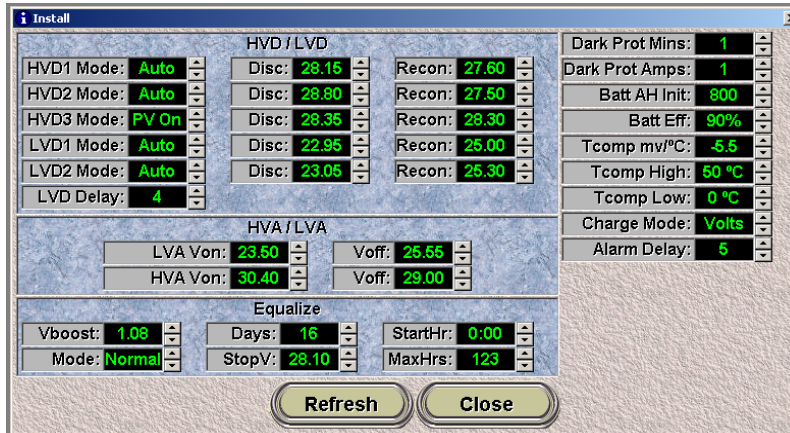 i Install
HVD / LVD
HVD1 Mode: Auto Disc: 28.15 Recon: 27.60
HVD2 Mode: Auto Disc: 28.80 Recon: 27.50
HVD3 Mode: PV On Disc: 28.35 Recon: 28.30
LVD1 Mode: Auto Disc: 22.95 Recon: 25.00
LVD2 Mode: Auto Disc: 23.05 Recon: 25.30
LVD Delay: 4
HVA / LVA
LVA Von: 23.50 Voff: 25.55
HVA Von: 30.40 Voff: 29.00
Equalize
Vboost: 1.08 Days: 16 StartHr: 0:00
Mode: Normal StopV: 28.10 MaxHrs: 123
Dark Prot Mins: 1
Dark Prot Amps: 1
Batt AH Init: 800
Batt Eff: 90%
Tcomp mv/ºC: -5.5
Tcomp High: 50 ºC
Tcomp Low: 0 ºC
Charge Mode: Volts
Alarm Delay: 5
Refresh Close